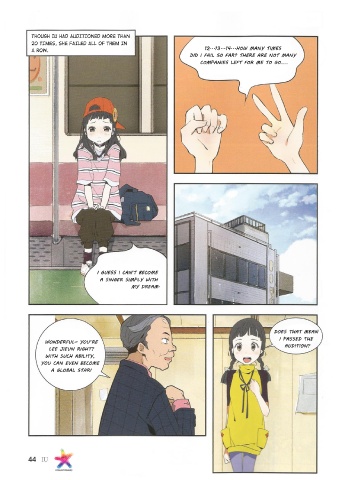 THOUGH IU HAD AUDITIONED MORE THAN
20 TIMES, SHE FAILED ALL OF THEM IN
A ROW.
12--13--14---HOW MANY TIMES
DID I FAIL SO FAR? THERE ARE NOT MANY
COMPANIES LEFT FOR ME TO GO....
I GUESS I CAN'T BECOME
A SINGER SIMPLY WITH
MY DREAM-
WONDERFUL- YOU'RE
LEE JIEUN RIGHT?
WITH SUCH ABILITY,
YOU CAN EVEN BECOME
A GLOBAL STAR!
DOES THAT MEAN
I PASSED THE
AUDITION?
44 IU